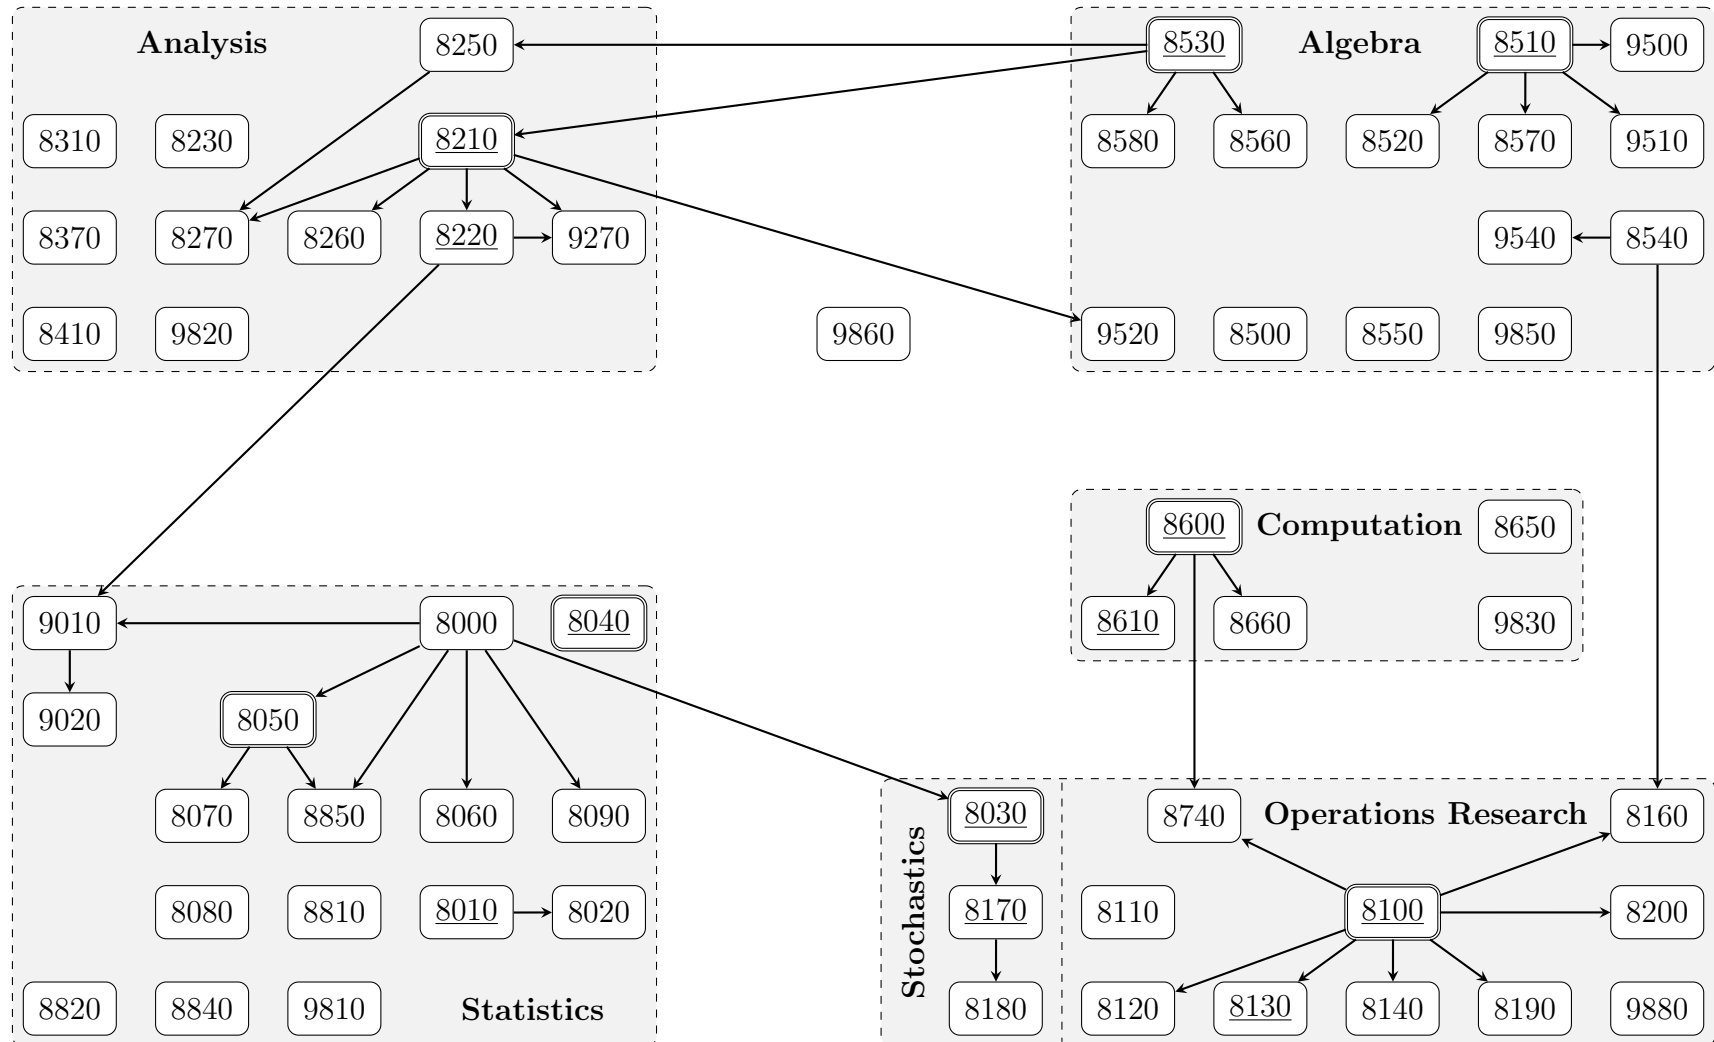 Analysis 8250 8530 Algebra 8510 9500
8310 8230 8210 8580 8560 8520 8570 9510
8370 8270 8260 8220 9270 9540 8540
8410 9820 9860 9520 8500 8550 9850
8600 Computation 8650
9010 8000 8040 8610 8660 9830
9020 8050
8070 8850 8060 8090 8030 8740 Operations Research 8160
Stochastics
8080 8810 8010 8020 8170 8110 8100 8200
8820 8840 9810 Statistics 8180 8120 8130 8140 8190 9880